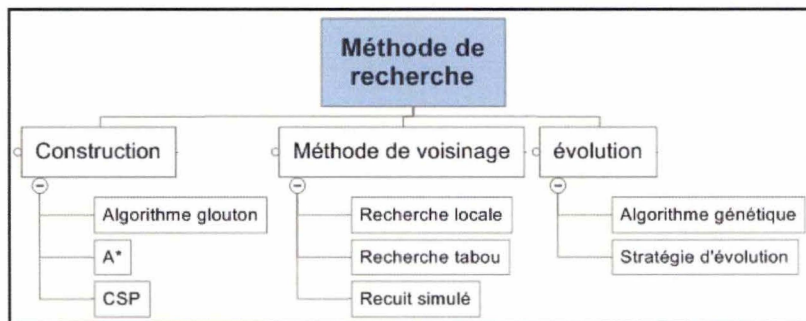 Méthode de
recherche
Construction
Méthode de voisinage
évolution
Algorithme glouton
Recherche locale
Algorithme génétique
A*
Recherche tabou
Stratégie d'évolution
CSP
Recuit simulé